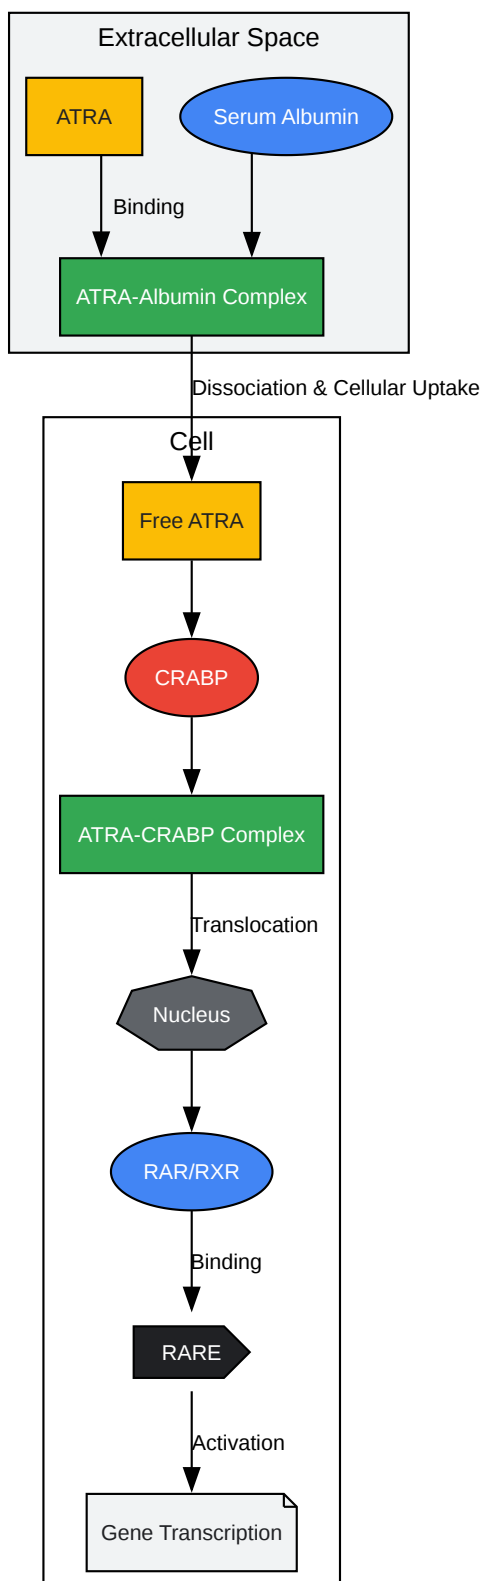 Extracellular Space
ATRA
Serum Albumin
Binding
ATRA-Albumin Complex
Dissociation & Cellular Uptake
Cell
Free ATRA
CRABP
ATRA-CRABP Complex
Translocation
Nucleus
RAR/RXR
Binding
RARE
Activation
Gene Transcription